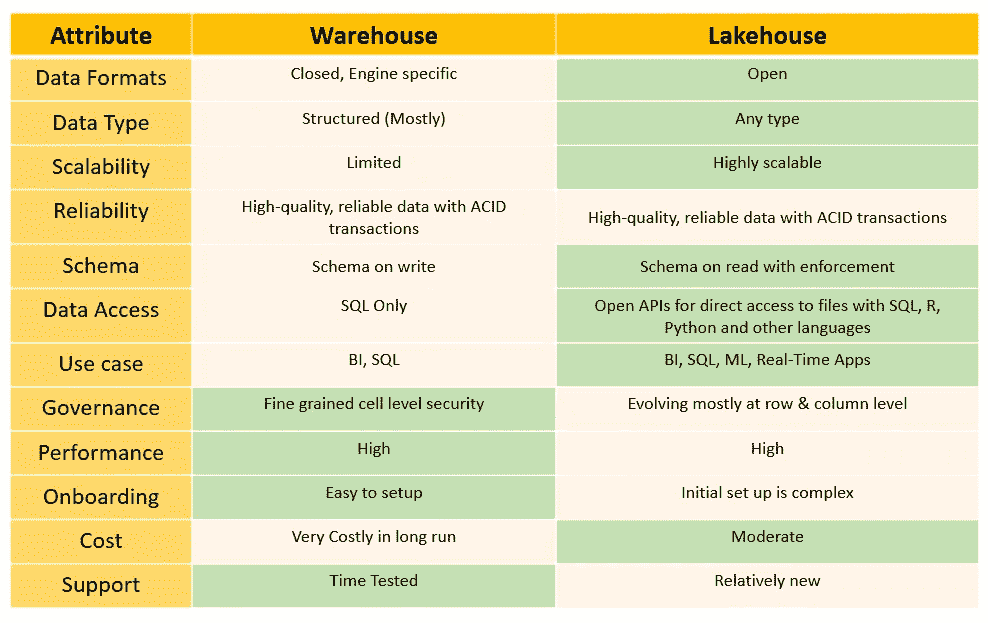 Attribute Warehouse Lakehouse
Data Formats Closed, Engine specific Open
Data Type Structured (Mostly) Any type
Scalability Limited Highly scalable
Reliability High-quality, reliable data with ACID
transactions High-quality, reliable data with ACID transactions
Schema Schema on write Schema on read with enforcement
Data Access SQL Only Open APIs for direct access to files with SQL, R,
Python and other languages
Use case BI, SQL BI, SQL, ML, Real-Time Apps
Governance Fine grained cell level security Evolving mostly at row & column level
Performance High High
Onboarding Easy to setup Initial set up is complex
Cost Very Costly in long run Moderate
Support Time Tested Relatively new